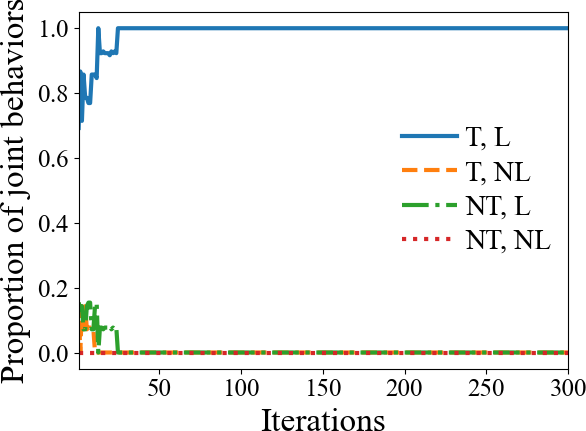 Proportion of joint behaviors
1.0
0.8
0.6
0.4
0.2
0.0
T, L
T, NL
NT, L
NT, NL
50
100
150
200
250
300
Iterations